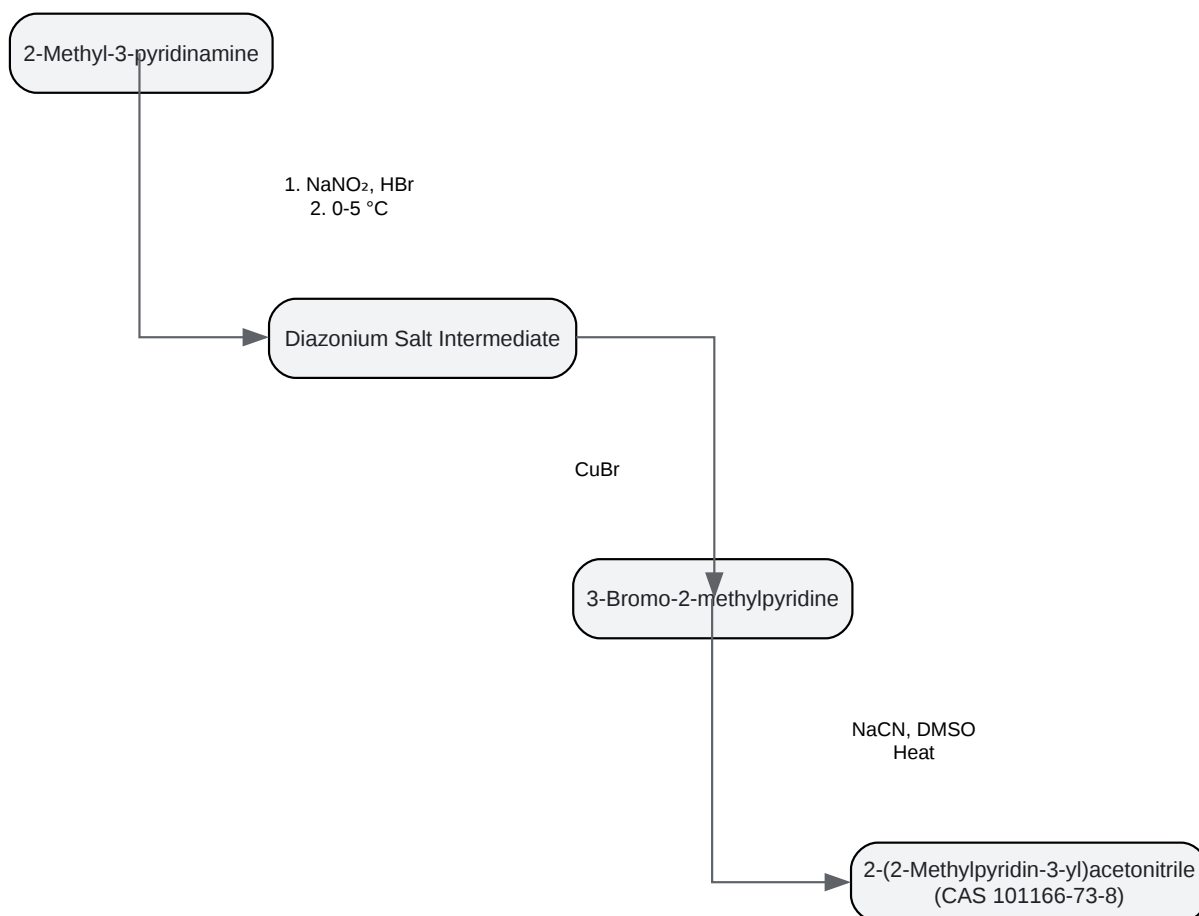 2-Methyl-3-pyridinamine
1. NaNO₂, HBr
2. 0-5 °C
Diazonium Salt Intermediate
CuBr
3-Bromo-2-methylpyridine
NaCN, DMSO
Heat
2-(2-Methylpyridin-3-yl)acetonitrile
(CAS 101166-73-8)